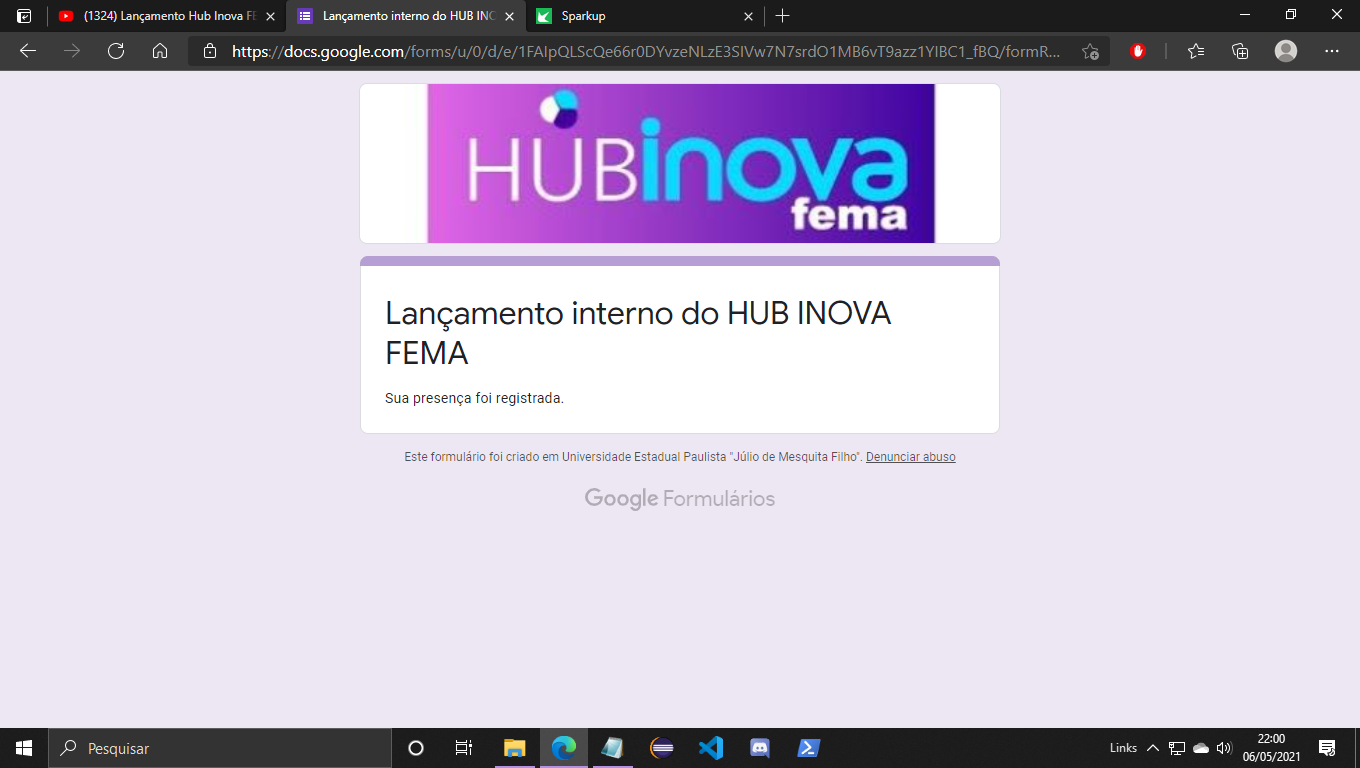 (1324) Lançamento Hub Inova FE
Lançamento interno do HUB INO
Sparkup
https://docs.google.com/forms/u/0/d/e/1FAIpQLScQe66r0DYvzeNLzE3SIVw7N7srdO1MB6vT9azz1YIBC1_fBQ/formR...
HUBinova
fema
Lançamento interno do HUB INOVA
FEMA
Sua presença foi registrada.
Este formulário foi criado em Universidade Estadual Paulista "Júlio de Mesquita Filho". Denunciar abuso
Google Formulários
Pesquisar
Links
22:00
06/05/2021